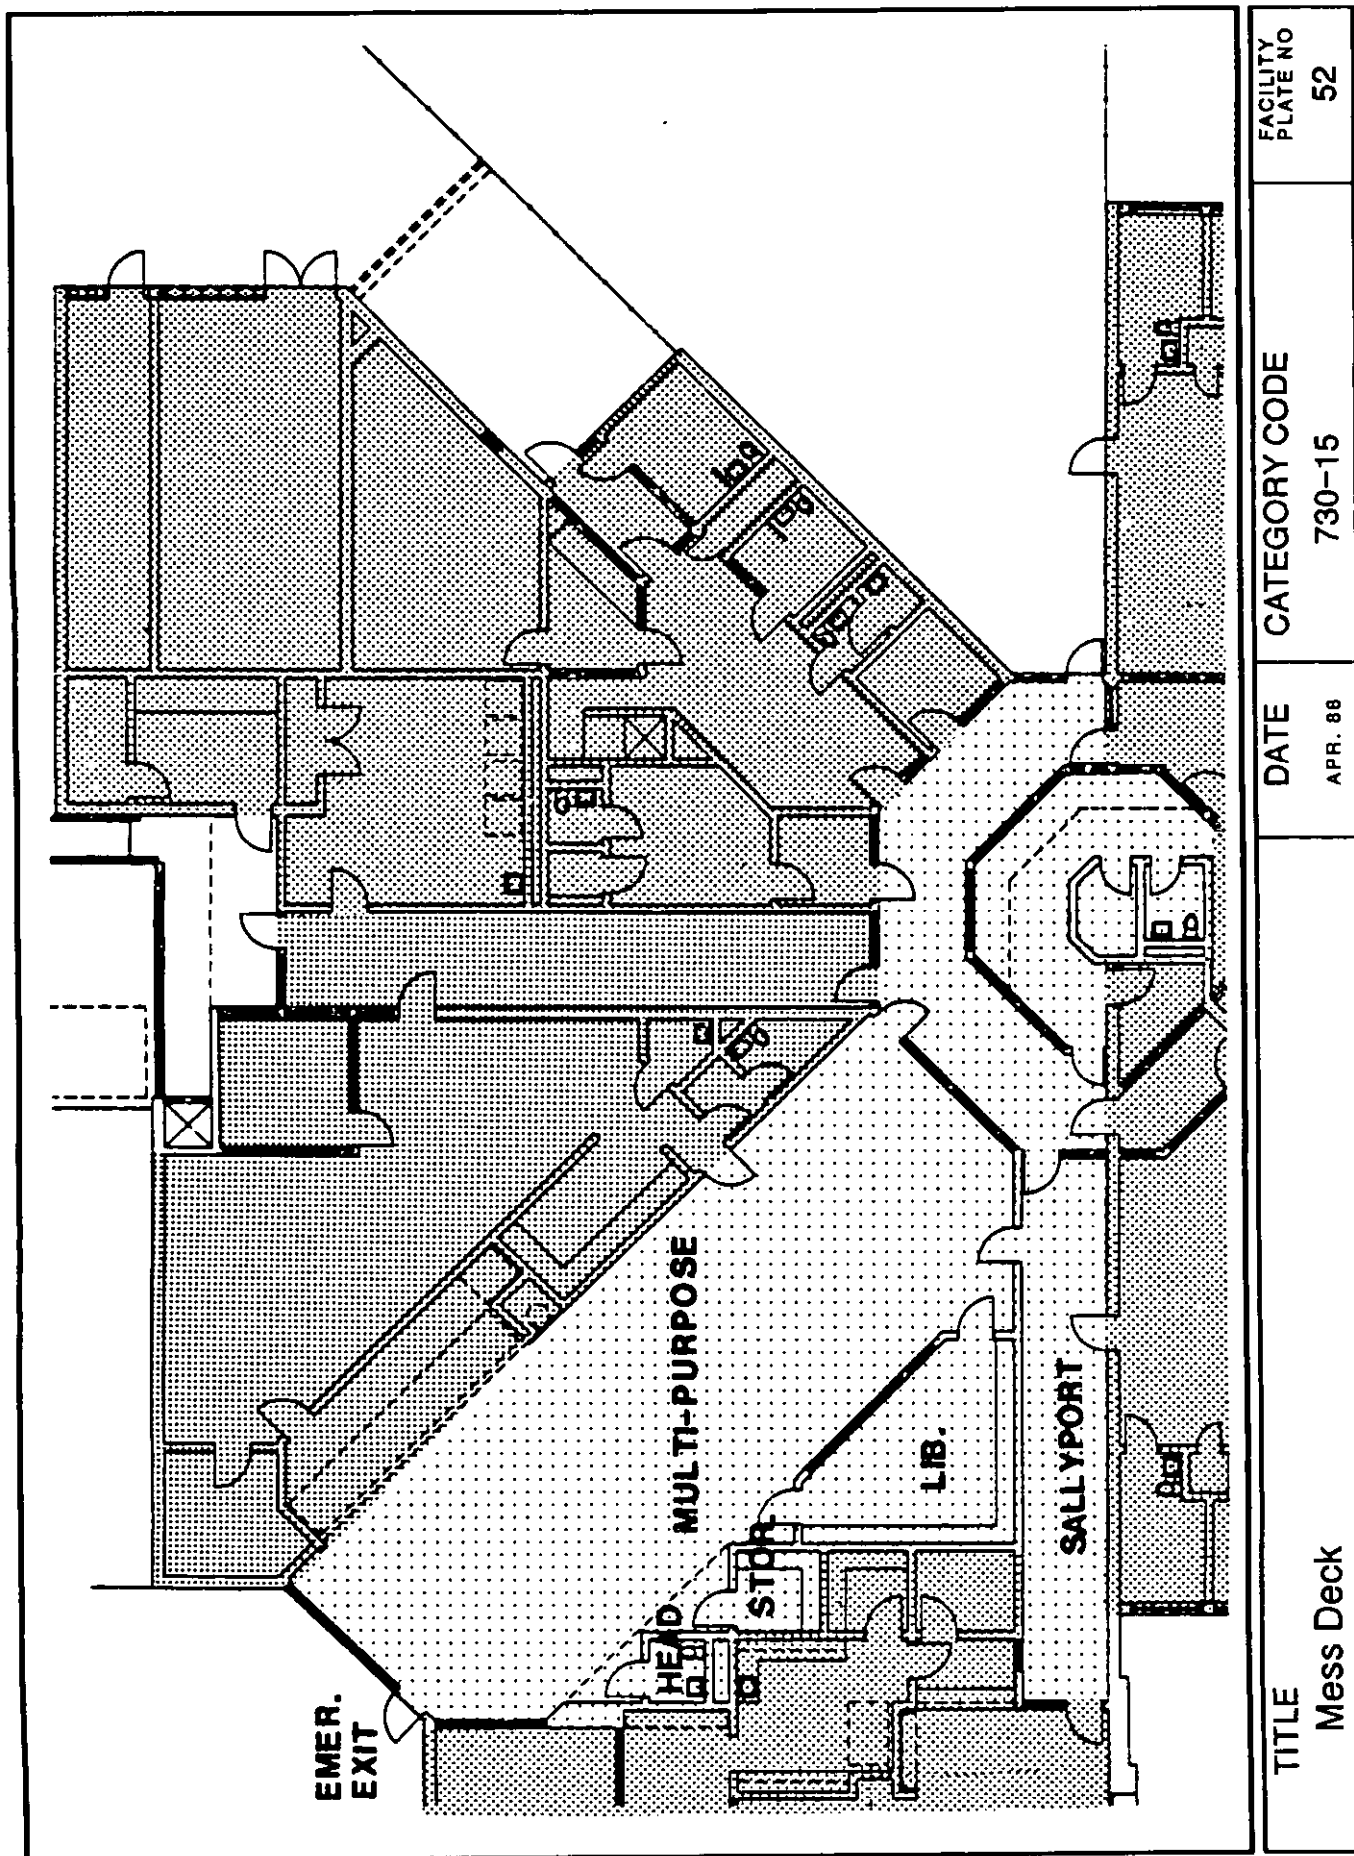 EMER.
EXIT
HEAD
STOR.
MULTI-PURPOSE
LIB.
SALLYPORT
TITLE
Mess Deck
DATE
APR. 88
CATEGORY CODE
730-15
FACILITY
PLATE NO
52